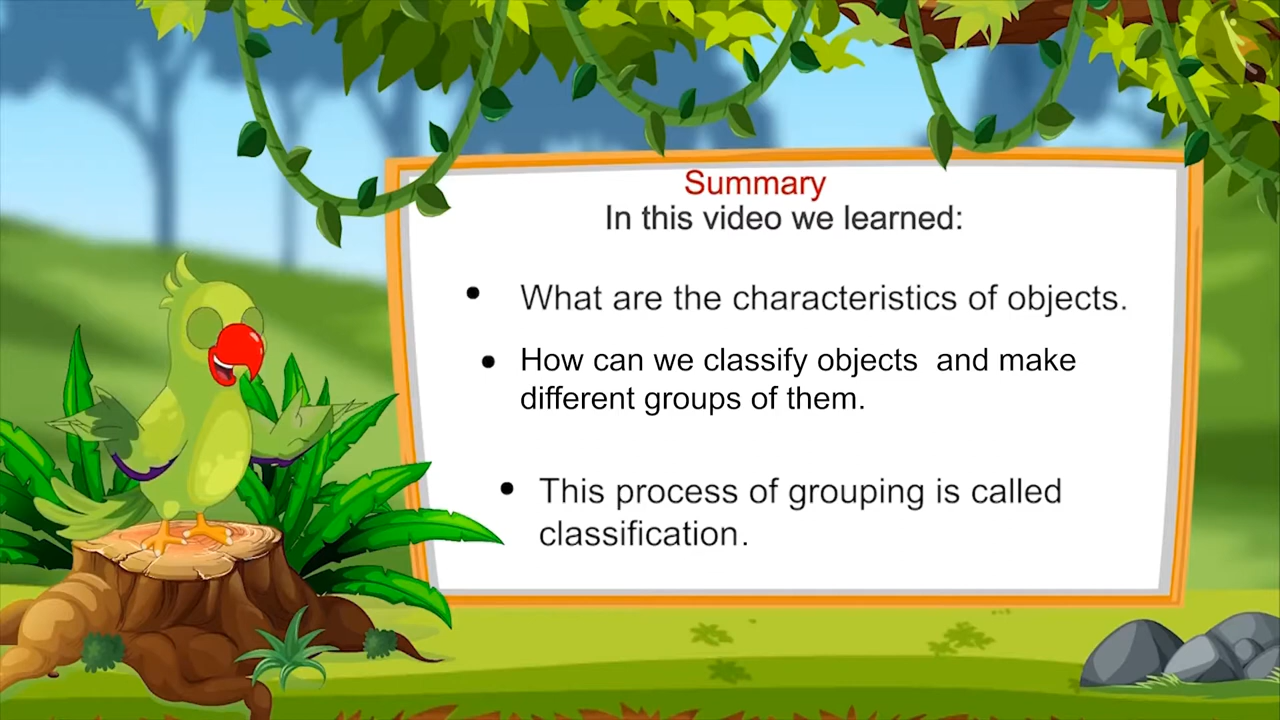 Summary
In this video we learned:
• What are the characteristics of objects.
• How can we classify objects  and make
different groups of them.
• This process of grouping is called
classification.